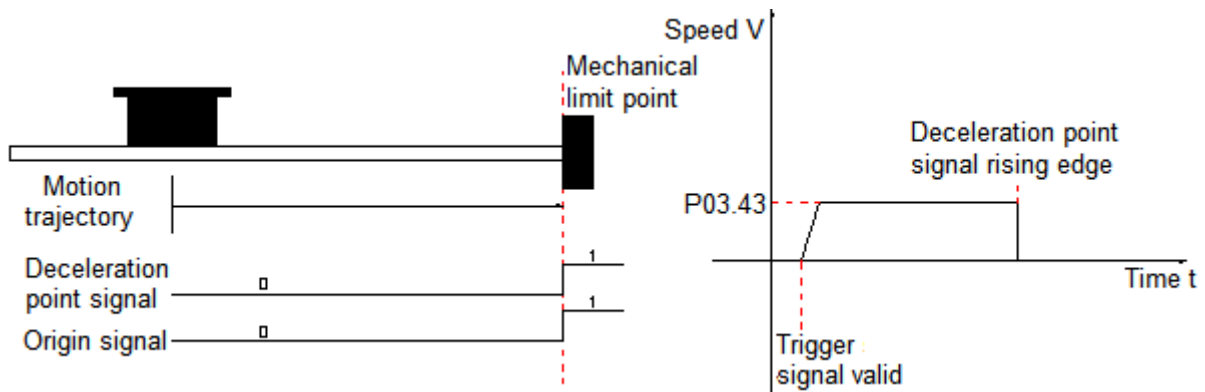 Mechanical
limit point
Motion
trajectory
Deceleration
point signal
0
1
Origin signal
0
1
Speed V
Deceleration point
signal rising edge
P03.43
Time t
Trigger
signal valid